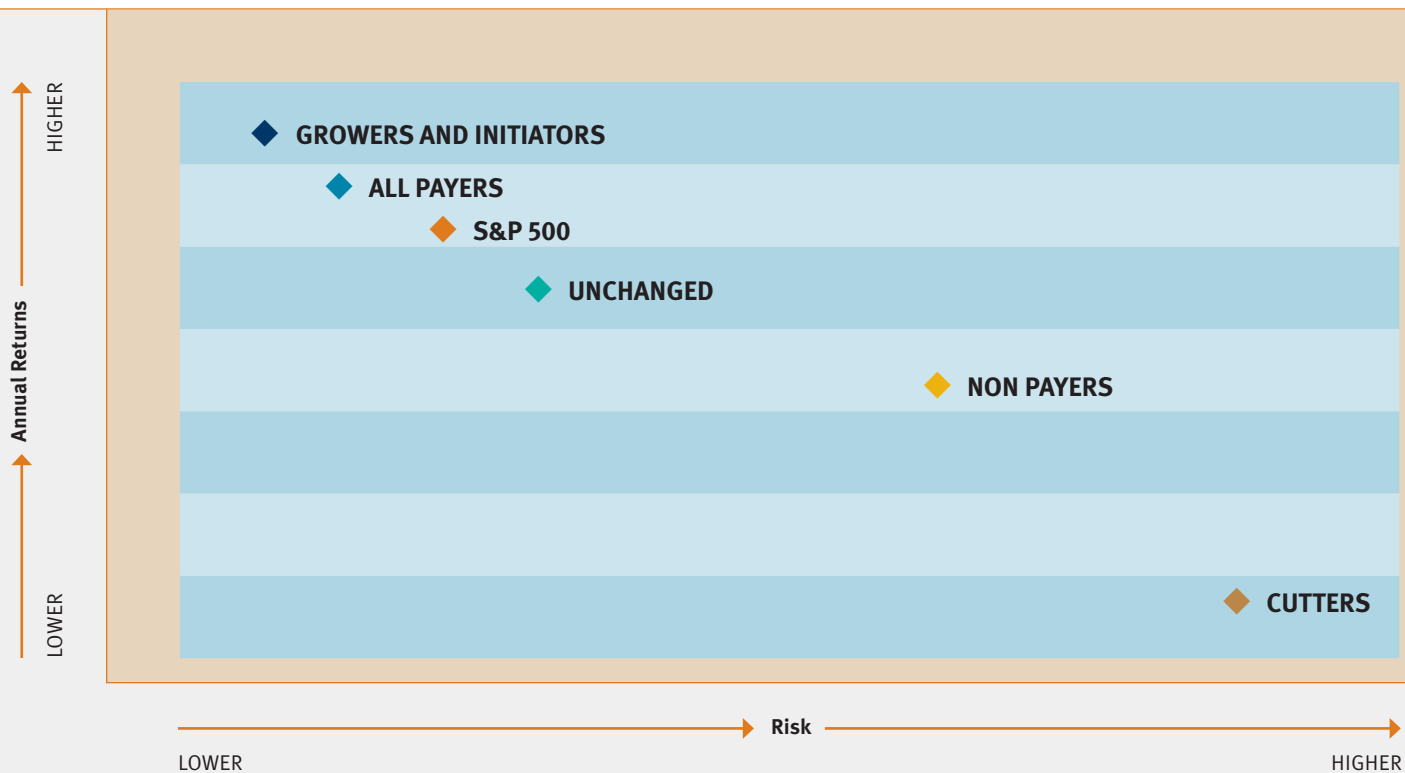 HIGHER
GROWERS AND INITIATORS
ALL PAYERS
S&P 500
UNCHANGED
Annual Returns
NON PAYERS
LOWER
CUTTERS
Risk
LOWER
HIGHER